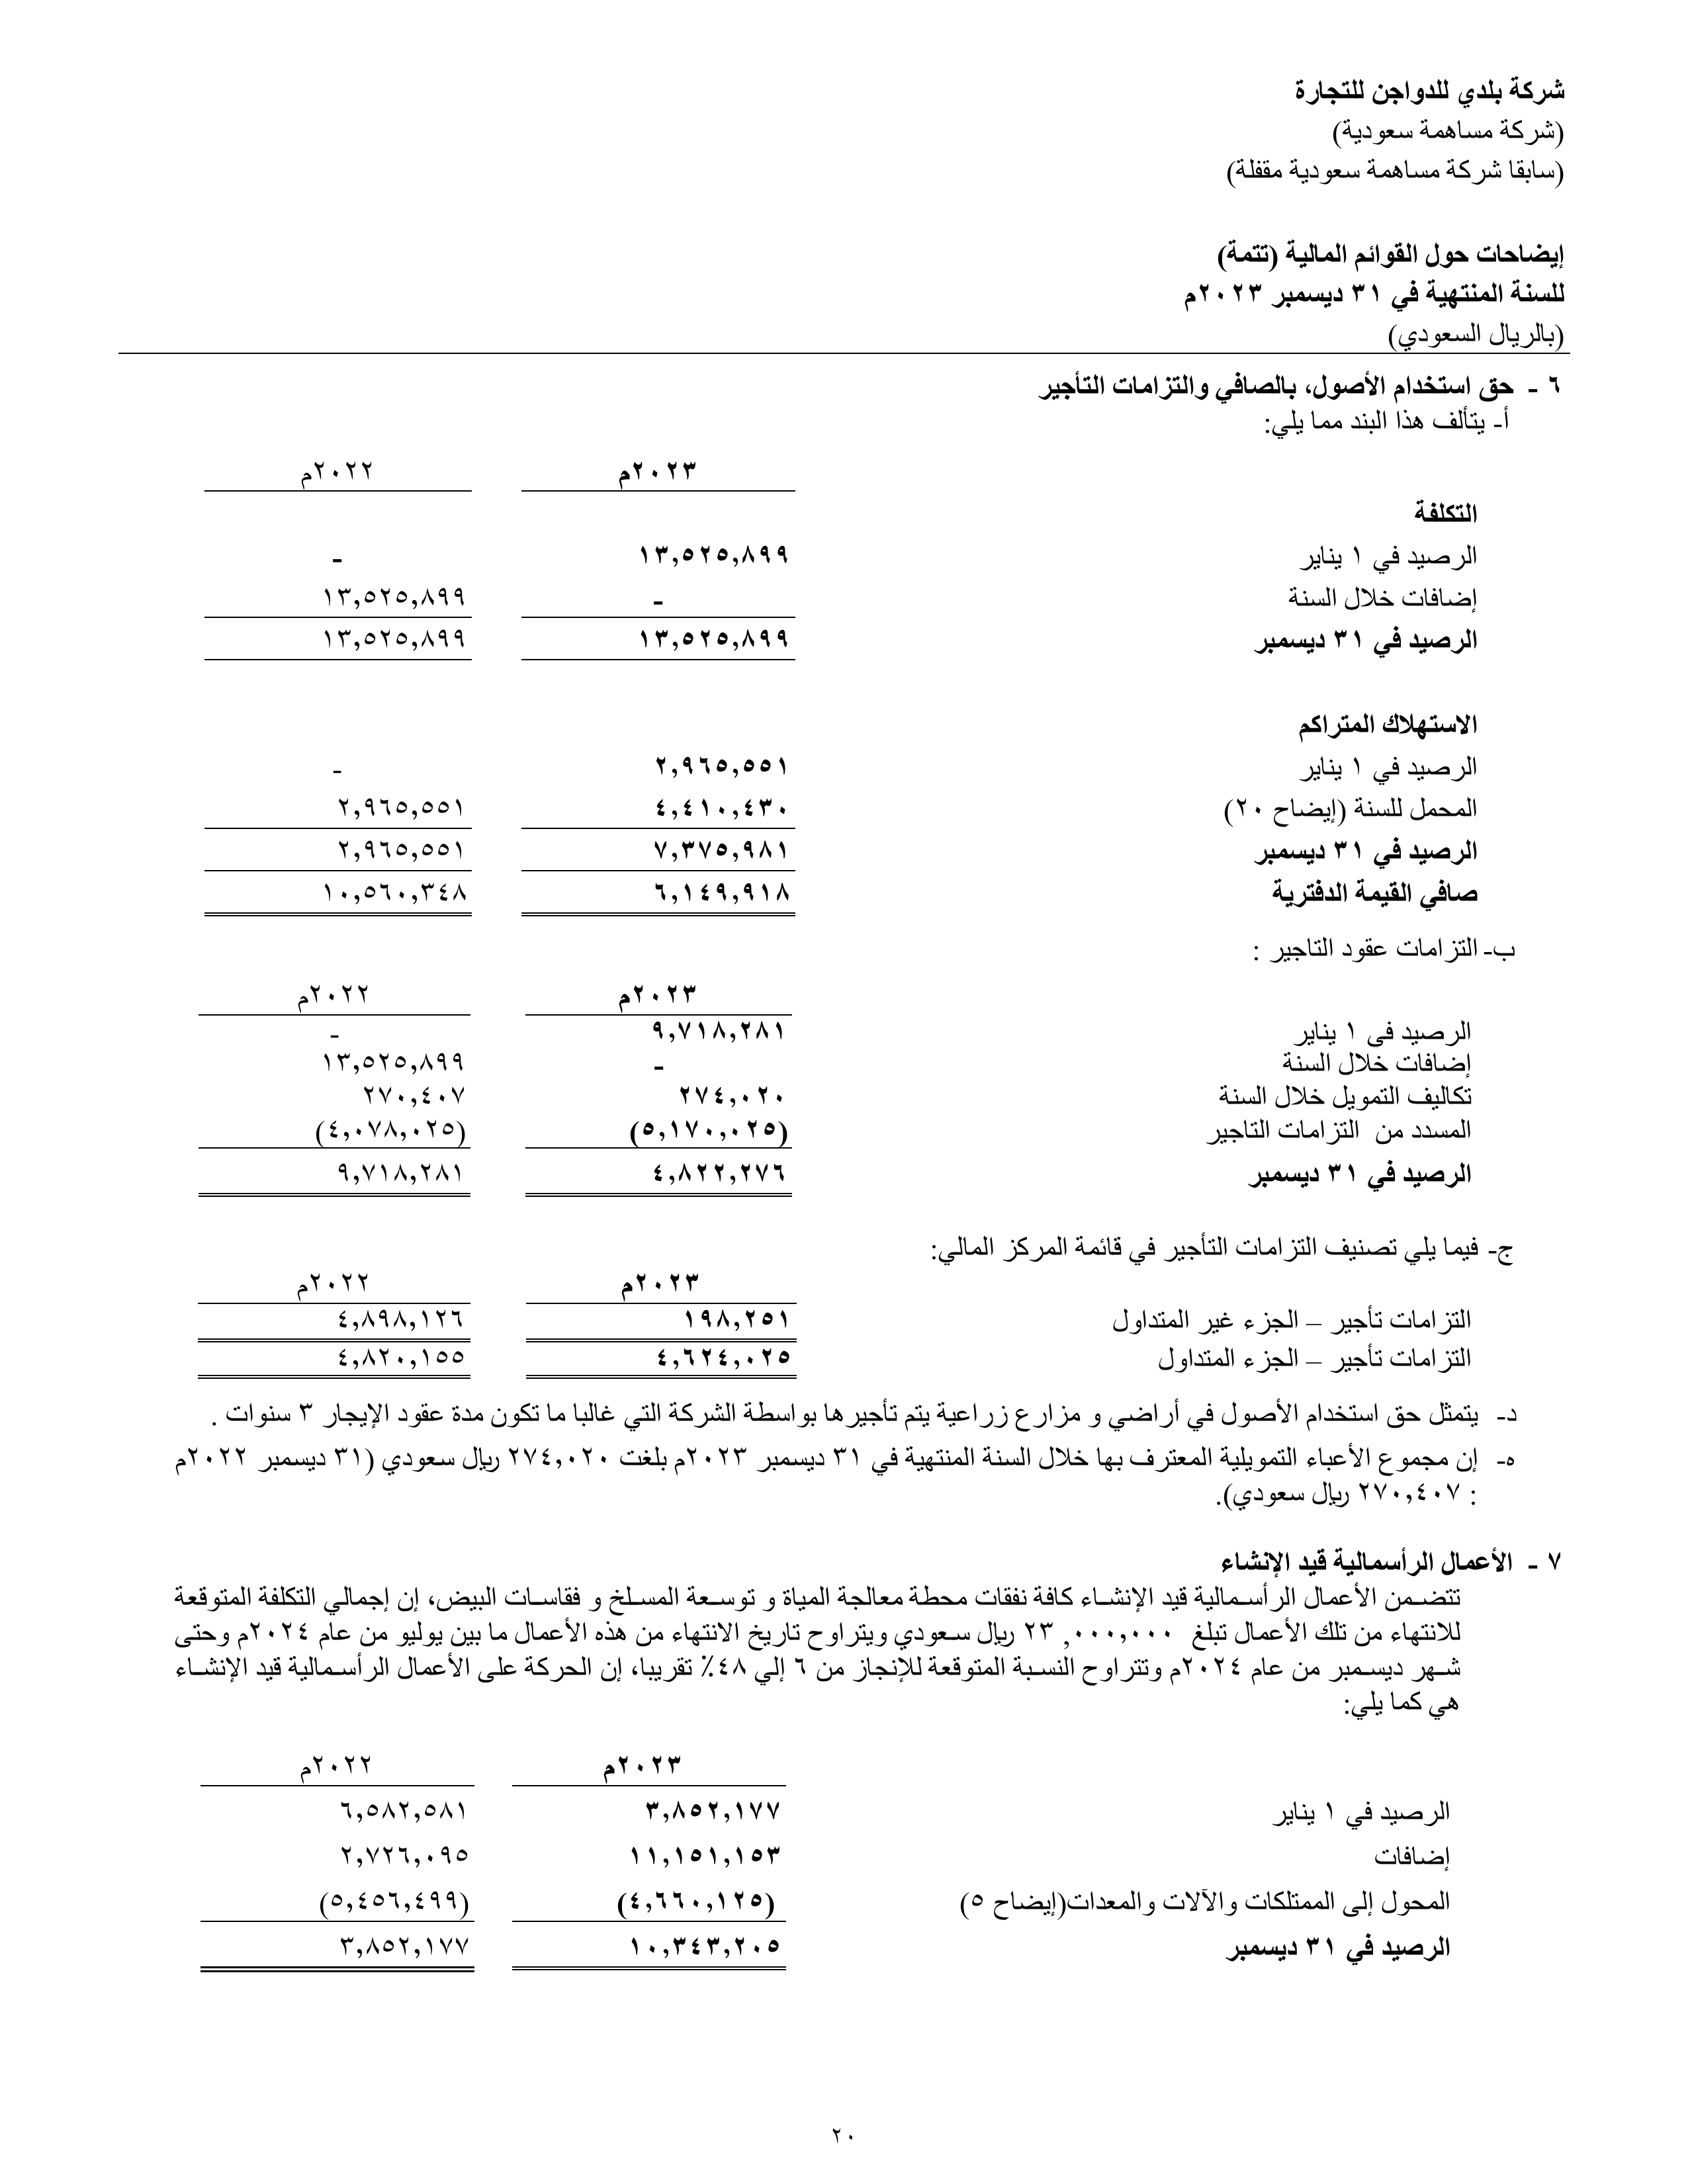 شركة بلدي للدواجن للتجارة
(شركة مساهمة سعودية)
(سابقا شركة مساهمة سعودية مقفلة)
إيضاحات حول القوائم المالية (تتمة)
للسنة المنتهية في ٣١ ديسمبر ٢٠٢٣م
(بالريال السعودي)
٦ - حق استخدام الأصول، بالصافي والتزامات التأجير
أ- يتألف هذا البند مما يلي:
٢٠٢٣م ٢٠٢٢م
التكلفة
الرصيد في ١ يناير ١٣,٥٢٥,٨٩٩ -
إضافات خلال السنة - ١٣,٥٢٥,٨٩٩
الرصيد في ٣١ ديسمبر ١٣,٥٢٥,٨٩٩ ١٣,٥٢٥,٨٩٩
الاستهلاك المتراكم
الرصيد في ١ يناير ٢,٩٦٥,٥٥١ -
المحمل للسنة (إيضاح ٢٠) ٤,٤١٠,٤٣٠ ٢,٩٦٥,٥٥١
الرصيد في ٣١ ديسمبر ٧,٣٧٥,٩٨١ ٢,٩٦٥,٥٥١
صافي القيمة الدفترية ٦,١٤٩,٩١٨ ١٠,٥٦٠,٣٤٨
ب- التزامات عقود التاجير :
٢٠٢٣م ٢٠٢٢م
الرصيد فى ١ يناير ٩,٧١٨,٢٨١ -
إضافات خلال السنة - ١٣,٥٢٥,٨٩٩
تكاليف التمويل خلال السنة ٢٧٤,٠٢٠ ٢٧٠,٤٠٧
المسدد من التزامات التاجير (٥,١٧٠,٠٢٥) (٤,٠٧٨,٠٢٥)
الرصيد في ٣١ ديسمبر ٤,٨٢٢,٢٧٦ ٩,٧١٨,٢٨١
ج- فيما يلي تصنيف التزامات التأجير في قائمة المركز المالي:
٢٠٢٣م ٢٠٢٢م
التزامات تأجير – الجزء غير المتداول ١٩٨,٢٥١ ٤,٨٩٨,١٢٦
التزامات تأجير – الجزء المتداول ٤,٦٢٤,٠٢٥ ٤,٨٢٠,١٥٥
د- يتمثل حق استخدام الأصول في أراضي و مزارع زراعية يتم تأجيرها بواسطة الشركة التي غالبا ما تكون مدة عقود الإيجار ٣ سنوات .
ه- إن مجموع الأعباء التمويلية المعترف بها خلال السنة المنتهية في ٣١ ديسمبر ٢٠٢٣م بلغت ٢٧٤,٠٢٠ ريال سعودي (٣١ ديسمبر ٢٠٢٢م
: ٢٧٠,٤٠٧ ريال سعودي).
٧ - الأعمال الرأسمالية قيد الإنشاء
تتضمن الأعمال الرأسمالية قيد الإنشاء كافة نفقات محطة معالجة المياة و توسعة المسلخ و فقاسات البيض، إن إجمالي التكلفة المتوقعة
للانتهاء من تلك الأعمال تبلغ ٢٣,٠٠٠,٠٠٠ ريال سعودي ويتراوح تاريخ الانتهاء من هذه الأعمال ما بين يوليو من عام ٢٠٢٤م وحتى
شهر ديسمبر من عام ٢٠٢٤م وتتراوح النسبة المتوقعة للإنجاز من ٦ إلي ٤٨٪ تقريبا، إن الحركة على الأعمال الرأسمالية قيد الإنشاء
هي كما يلي:
٢٠٢٣م ٢٠٢٢م
الرصيد في ١ يناير ٣,٨٥٢,١٧٧ ٦,٥٨٢,٥٨١
إضافات ١١,١٥١,١٥٣ ٢,٧٢٦,٠٩٥
المحول إلى الممتلكات والآلات والمعدات(إيضاح ٥) (٤,٦٦٠,١٢٥) (٥,٤٥٦,٤٩٩)
الرصيد في ٣١ ديسمبر ١٠,٣٤٣,٢٠٥ ٣,٨٥٢,١٧٧
٢٠